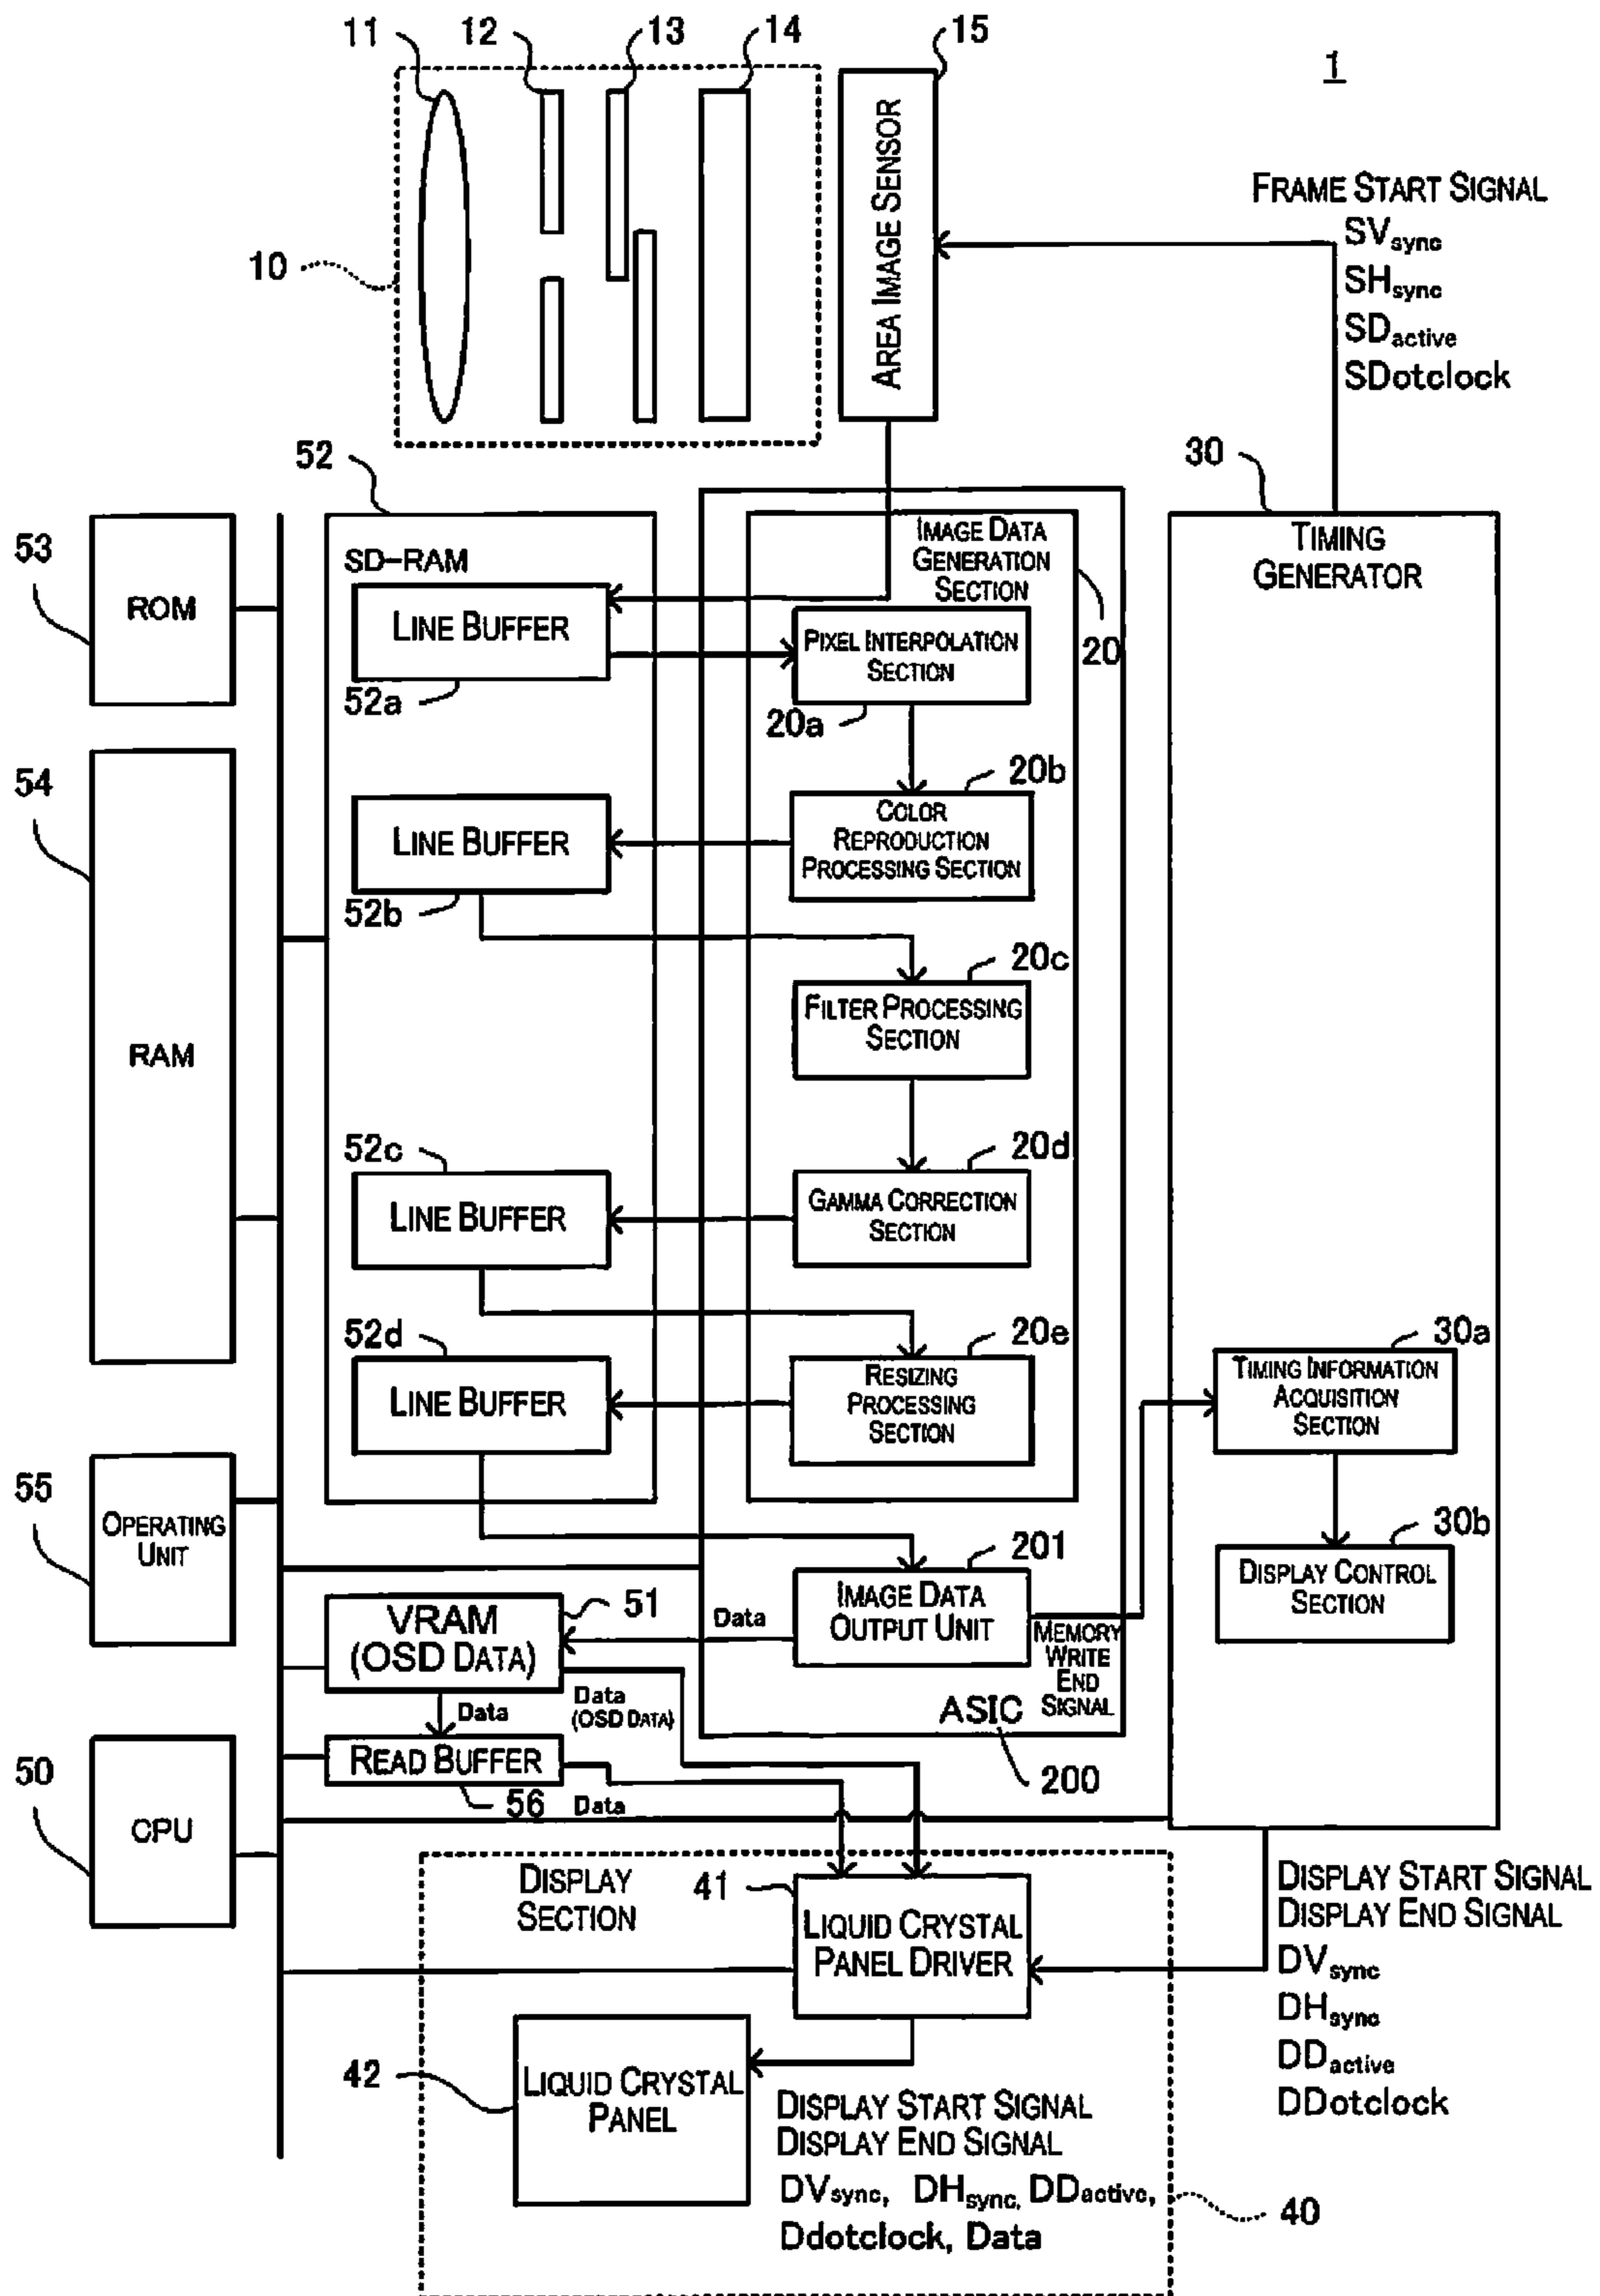 11
12
13
14
15
1
10
AREA IMAGE SENSOR
FRAME START SIGNAL
SVsync
SHsync
SDactive
SDotclock
52
30
53
ROM
SD-RAM
LINE BUFFER
52a
IMAGE DATA
GENERATION
SECTION
20
PIXEL INTERPOLATION
SECTION
20a
TIMING
GENERATOR
54
RAM
LINE BUFFER
52b
20b
COLOR
REPRODUCTION
PROCESSING SECTION
20c
FILTER PROCESSING
SECTION
52c
LINE BUFFER
20d
GAMMA CORRECTION
SECTION
52d
LINE BUFFER
20e
RESIZING
PROCESSING
SECTION
30a
TIMING INFORMATION
ACQUISITION
SECTION
55
OPERATING
UNIT
30b
DISPLAY CONTROL
SECTION
201
IMAGE DATA
OUTPUT UNIT
51
VRAM
(OSD DATA)
Data
MEMORY
WRITE
END
SIGNAL
Data
Data
(OSD DATA)
ASIC
200
50
CPU
READ BUFFER
56
Data
DISPLAY
SECTION
41
LIQUID CRYSTAL
PANEL DRIVER
DISPLAY START SIGNAL
DISPLAY END SIGNAL
DVsync
DHsync
DDactive
DDotclock
42
LIQUID CRYSTAL
PANEL
DISPLAY START SIGNAL
DISPLAY END SIGNAL
DVsync, DHsync, DDactive,
Ddotclock, Data
40